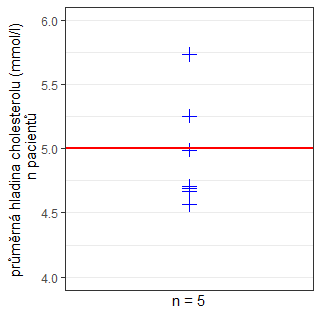 průměrná hladina cholesterolu (mmol/l)
n pacientů
6.0
5.5
5.0
4.5
4.0
n = 5